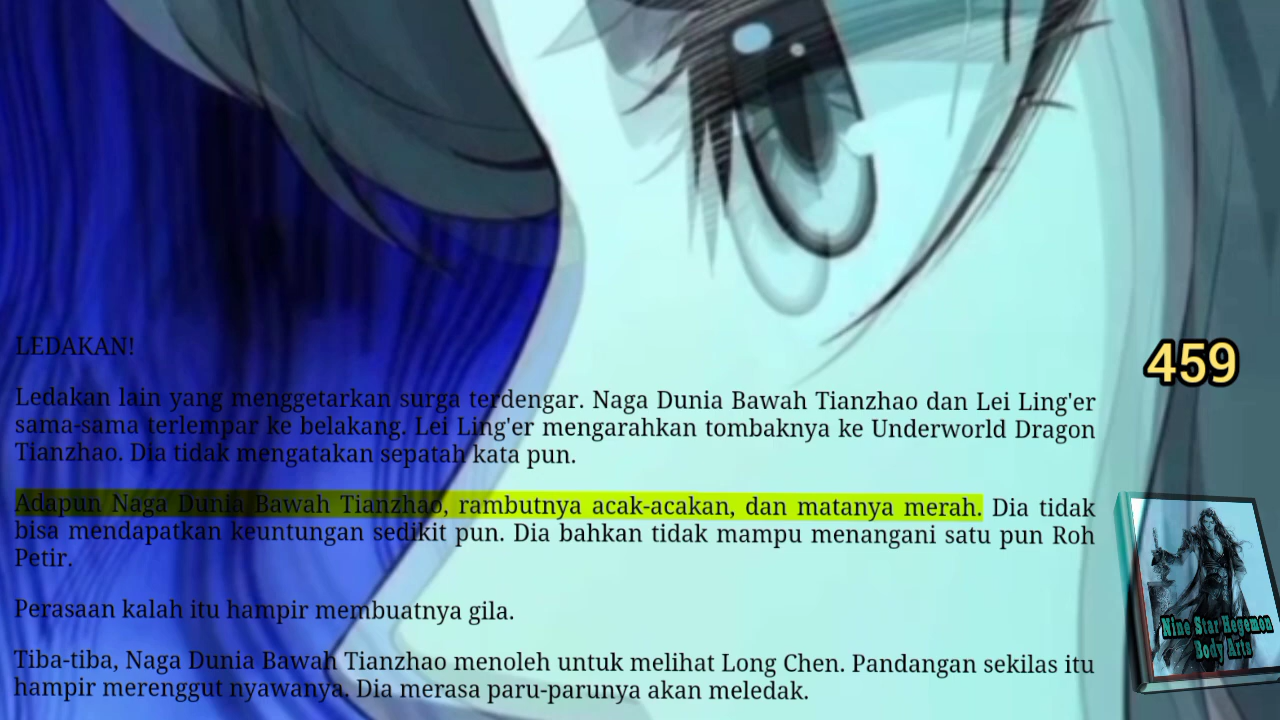 LEDAKAN!
Ledakan lain yang menggetarkan surga terdengar. Naga Dunia Bawah Tianzhao dan Lei Ling'er
sama-sama terlempar ke belakang. Lei Ling'er mengarahkan tombaknya ke Underworld Dragon
Tianzhao. Dia tidak mengatakan sepatah kata pun.
Adapun Naga Dunia Bawah Tianzhao, rambutnya acak-acakan, dan matanya merah. Dia tidak
bisa mendapatkan keuntungan sedikit pun. Dia bahkan tidak mampu menangani satu pun Roh
Petir.
Perasaan kalah itu hampir membuatnya gila.
Tiba-tiba, Naga Dunia Bawah Tianzhao menoleh untuk melihat Long Chen. Pandangan sekilas itu
hampir merenggut nyawanya. Dia merasa paru-parunya akan meledak.
459
Nine Star Hegemon
Body Arts